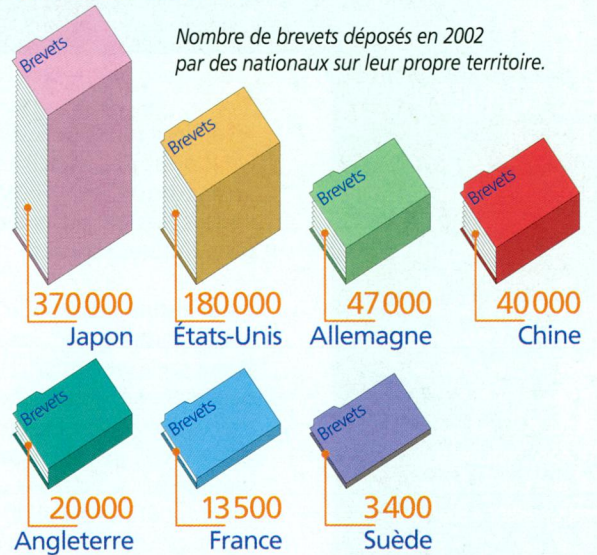 Nombre de brevets déposés en 2002
par des nationaux sur leur propre territoire.
Brevets
370 000
Japon
Brevets
180 000
États-Unis
Brevets
47 000
Allemagne
Brevets
40 000
Chine
Brevets
20 000
Angleterre
Brevets
13 500
France
Brevets
3 400
Suède